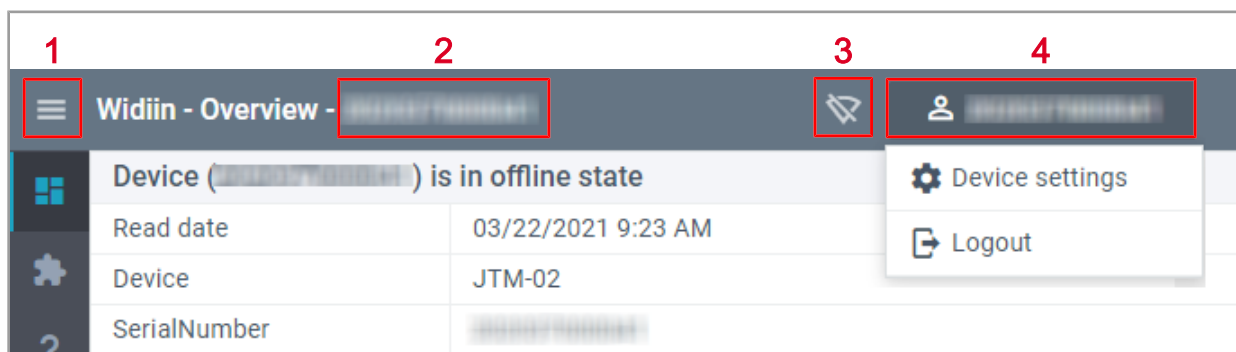 1 2 3 4
Widiin - Overview -
Device ( ) is in offline state
Device settings
Read date 03/22/2021 9:23 AM
Logout
Device JTM-02
SerialNumber
?